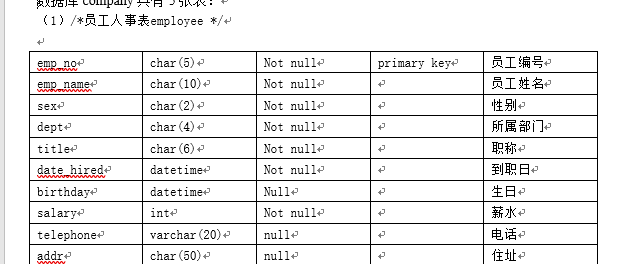 数据库 company 共有 5 张表：
（1）/*员工人事表employee */
emp_no char(5) Not null primary key 员工编号
emp_name char(10) Not null 员工姓名
sex char(2) Not null 性别
dept char(4) Not null 所属部门
title char(6) Not null 职称
date_hired datetime Not null 到职日
birthday datetime Null 生日
salary int Not null 薪水
telephone varchar(20) null 电话
addr char(50) null 住址